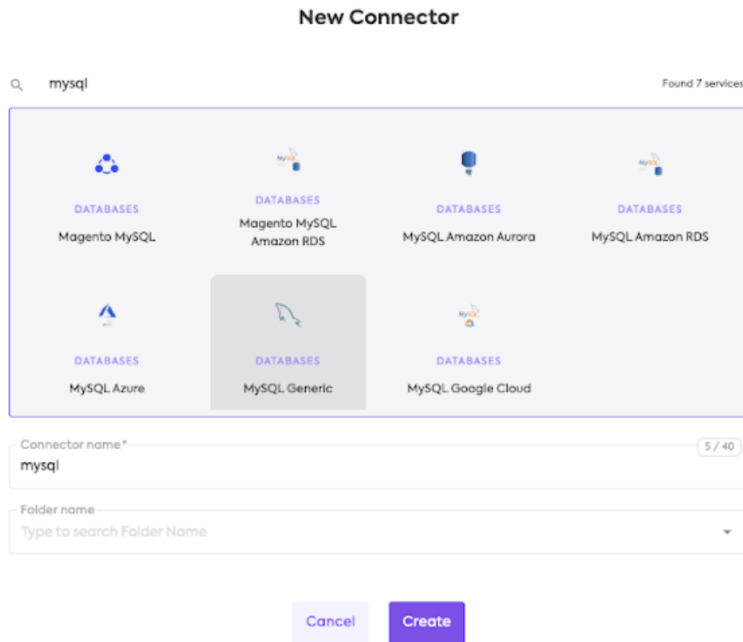 New Connector
mysql
Found 7 services
DATABASES
Magento MySQL
DATABASES
Magento MySQL
Amazon RDS
DATABASES
MySQL Amazon Aurora
DATABASES
MySQL Amazon RDS
DATABASES
MySQL Azure
DATABASES
MySQL Generic
DATABASES
MySQL Google Cloud
Connector name*
5 / 40
mysql
Folder name
Type to search Folder Name
Cancel
Create